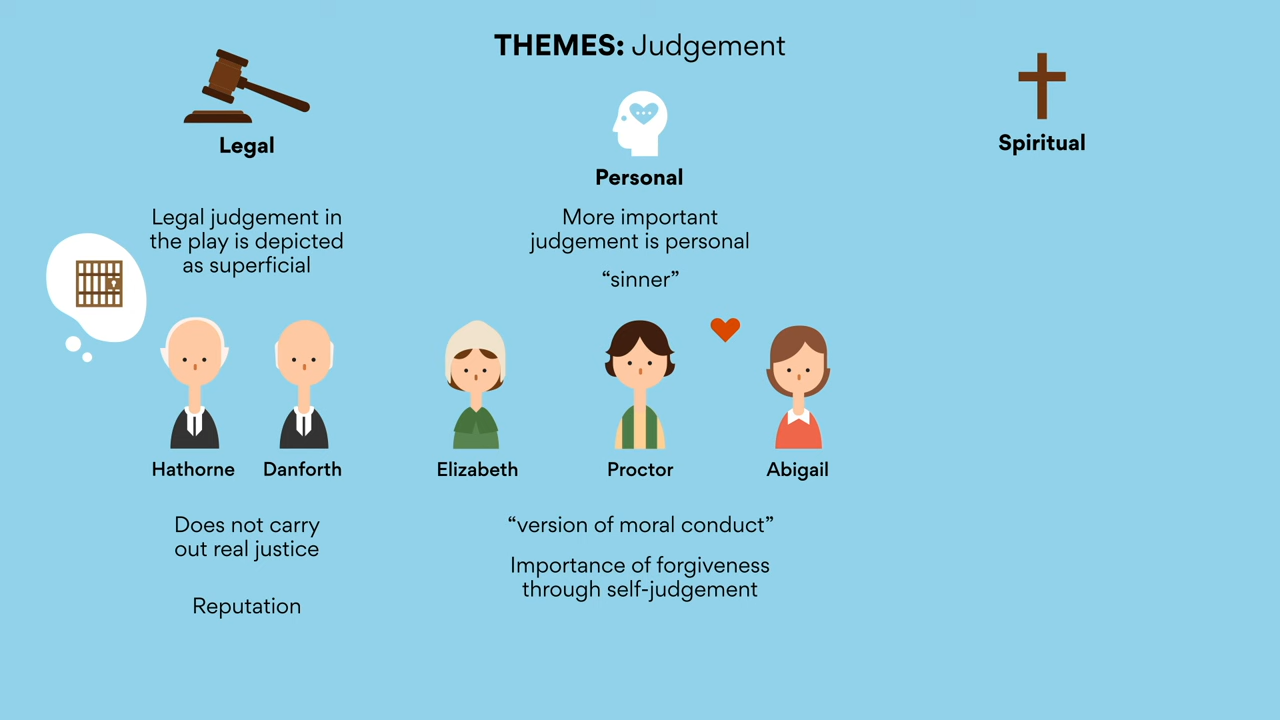 THEMES: Judgement
Legal
Legal judgement in
the play is depicted
as superficial
Hathorne
Danforth
Does not carry
out real justice
Reputation
Personal
More important
judgement is personal
“sinner”
Elizabeth
Proctor
Abigail
“version of moral conduct”
Importance of forgiveness
through self-judgement
Spiritual